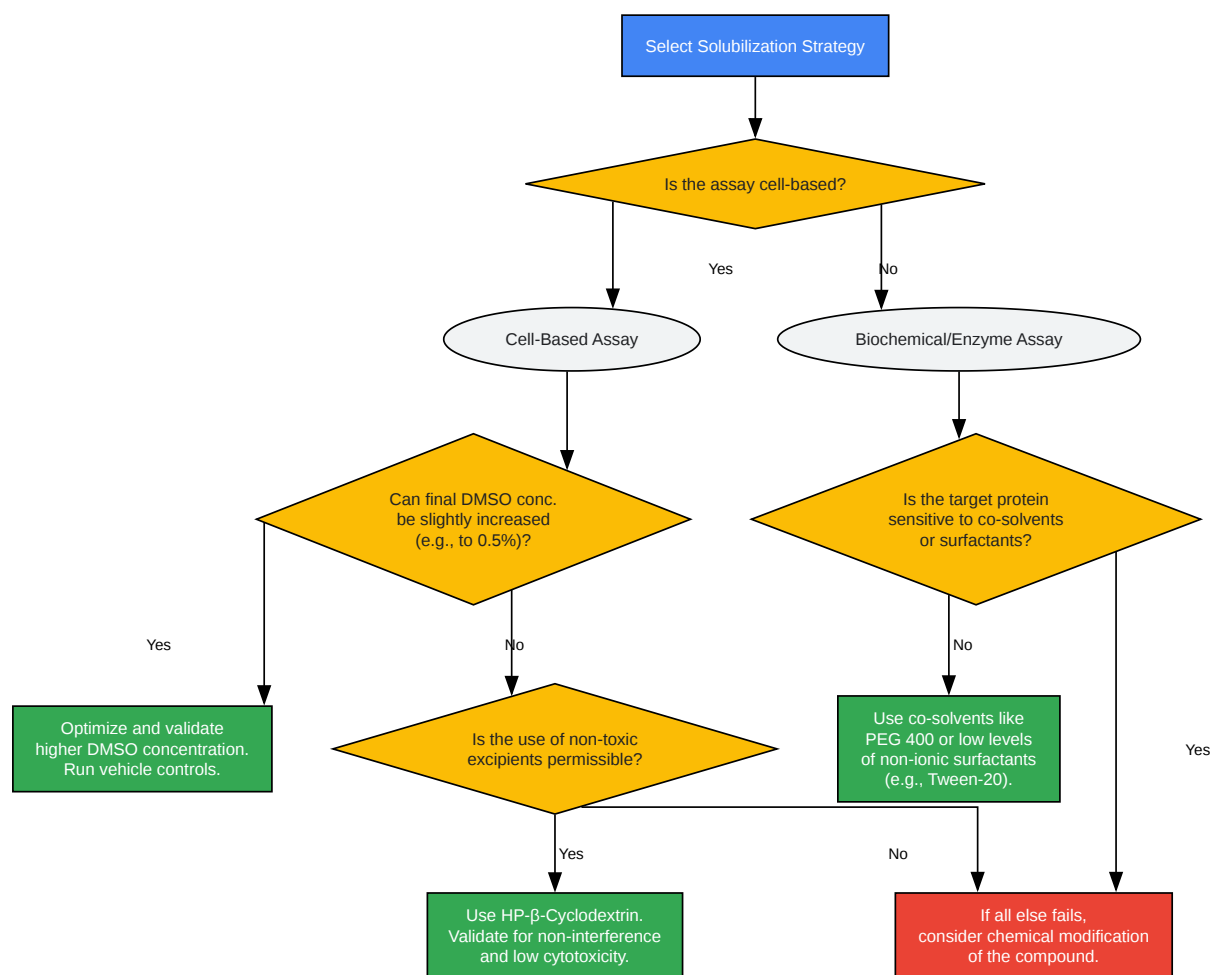 Select Solubilization Strategy
Is the assay cell-based?
Yes
No
Cell-Based Assay
Biochemical/Enzyme Assay
Can final DMSO conc.
be slightly increased
(e.g., to 0.5%)?
Is the target protein
sensitive to co-solvents
or surfactants?
Yes
No
No
Optimize and validate
higher DMSO concentration.
Run vehicle controls.
Is the use of non-toxic
excipients permissible?
Use co-solvents like
PEG 400 or low levels
of non-ionic surfactants
(e.g., Tween-20).
Yes
Yes
No
Use HP-β-Cyclodextrin.
Validate for non-interference
and low cytotoxicity.
If all else fails,
consider chemical modification
of the compound.